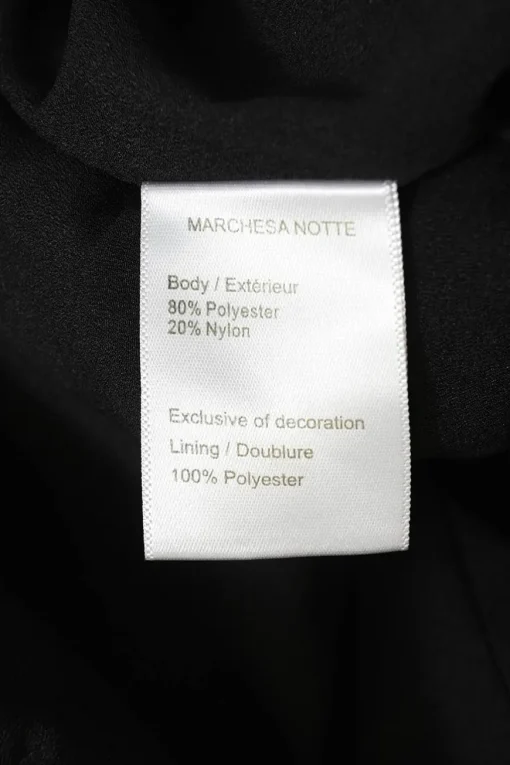 MARCHESA NOTTE
Body / Extérieur
80% Polyester
20% Nylon
Exclusive of decoration
Lining / Doublure
100% Polyester